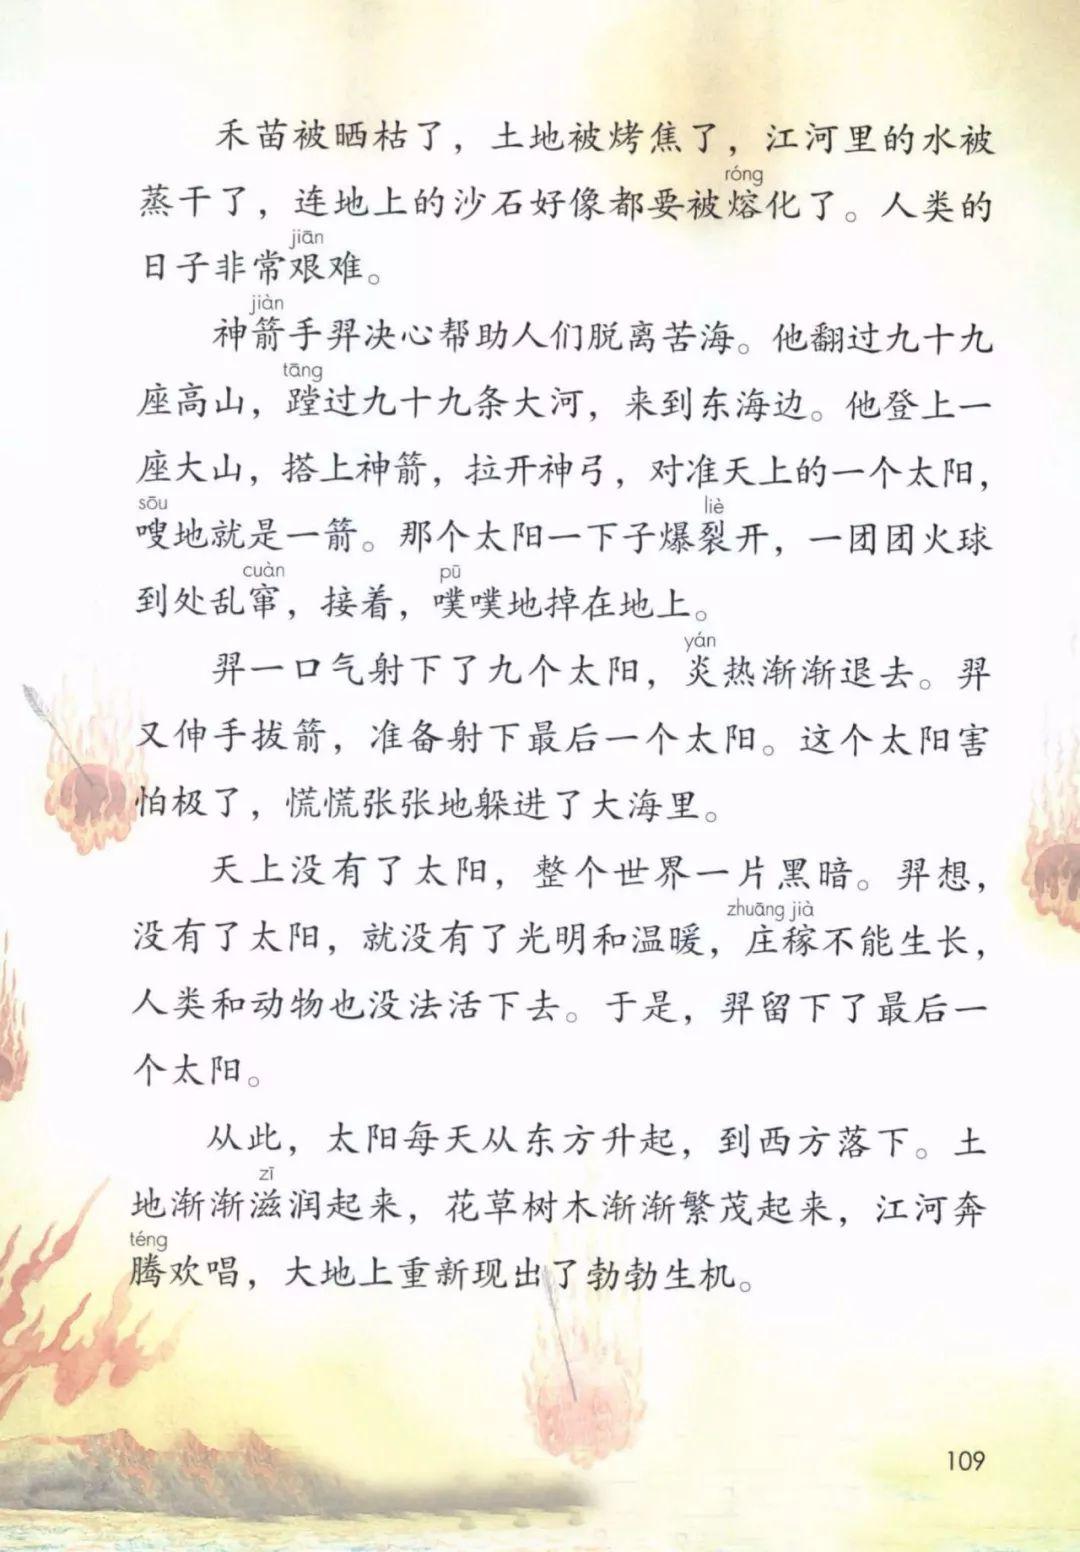 禾苗被晒枯了，土地被烤焦了，江河里的水被
róng
蒸干了，连地上的沙石好像都要被熔化了。人类的
jiān
日子非常艰难。
jiàn
神箭手羿决心帮助人们脱离苦海。他翻过九十九
tāng
座高山，蹚过九十九条大河，来到东海边。他登上一
座大山，搭上神箭，拉开神弓，对准天上的一个太阳，
sōu liè
嗖地就是一箭。那个太阳一下子爆裂开，一团团火球
cuàn pū
到处乱窜，接着，噗噗地掉在地上。
yán
羿一口气射下了九个太阳，炎热渐渐退去。羿
又伸手拔箭，准备射下最后一个太阳。这个太阳害
怕极了，慌慌张张地躲进了大海里。
天上没有了太阳，整个世界一片黑暗。羿想，
zhuāng jià
没有了太阳，就没有了光明和温暖，庄稼不能生长，
人类和动物也没法活下去。于是，羿留下了最后一
个太阳。
从此，太阳每天从东方升起，到西方落下。土
zī
地渐渐滋润起来，花草树木渐渐繁茂起来，江河奔
téng
腾欢唱，大地上重新现出了勃勃生机。
109